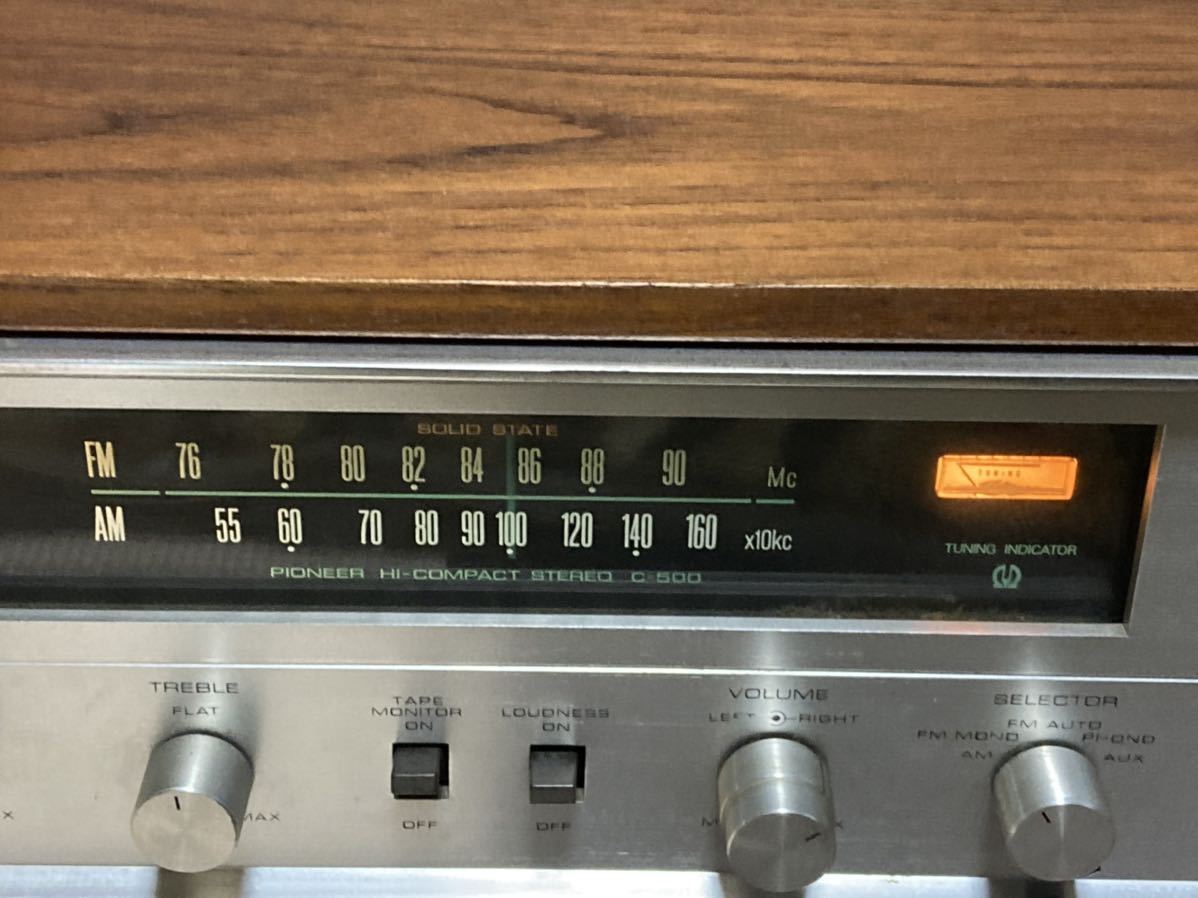 SOLID STATE
FM 76 78 80 82 84 86 88 90 Mc
AM 55 60 70 80 90 100 120 140 160 x10kc
PIONEER HI-COMPACT STEREO C-500
TUNING
TUNING INDICATOR
TREBLE
FLAT
TAPE
MONITOR
ON
OFF
LOUDNESS
ON
OFF
VOLUME
LEFT RIGHT
SELECTOR
FM AUTO
FM MONO PHONO
AM AUX